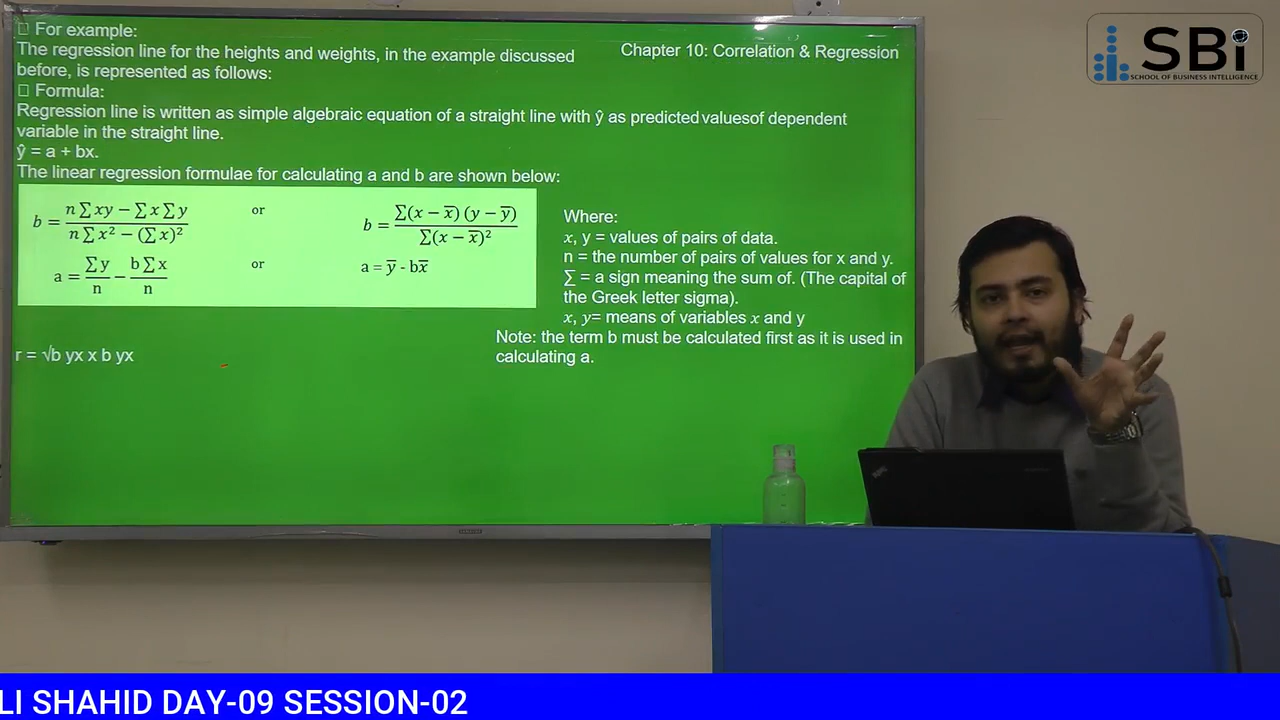 □ For example:
The regression line for the heights and weights, in the example discussed
before, is represented as follows:
Chapter 10: Correlation & Regression
□ Formula:
Regression line is written as simple algebraic equation of a straight line with ŷ as predicted valuesof dependent
variable in the straight line.
ŷ = a + bx.
The linear regression formulae for calculating a and b are shown below:
b = (n ∑ xy − ∑ x ∑ y) / (n ∑ x² − (∑ x)²) or b = ∑(x − x̅) (y − y̅) / ∑(x − x̅)²
a = ∑ y / n − b ∑ x / n or a = y̅ - bx̅
Where:
x, y = values of pairs of data.
n = the number of pairs of values for x and y.
∑ = a sign meaning the sum of. (The capital of
the Greek letter sigma).
x, y= means of variables x and y
Note: the term b must be calculated first as it is used in
calculating a.
r = √b yx x b yx
SBi
SCHOOL OF BUSINESS INTELLIGENCE
LI SHAHID DAY-09 SESSION-02